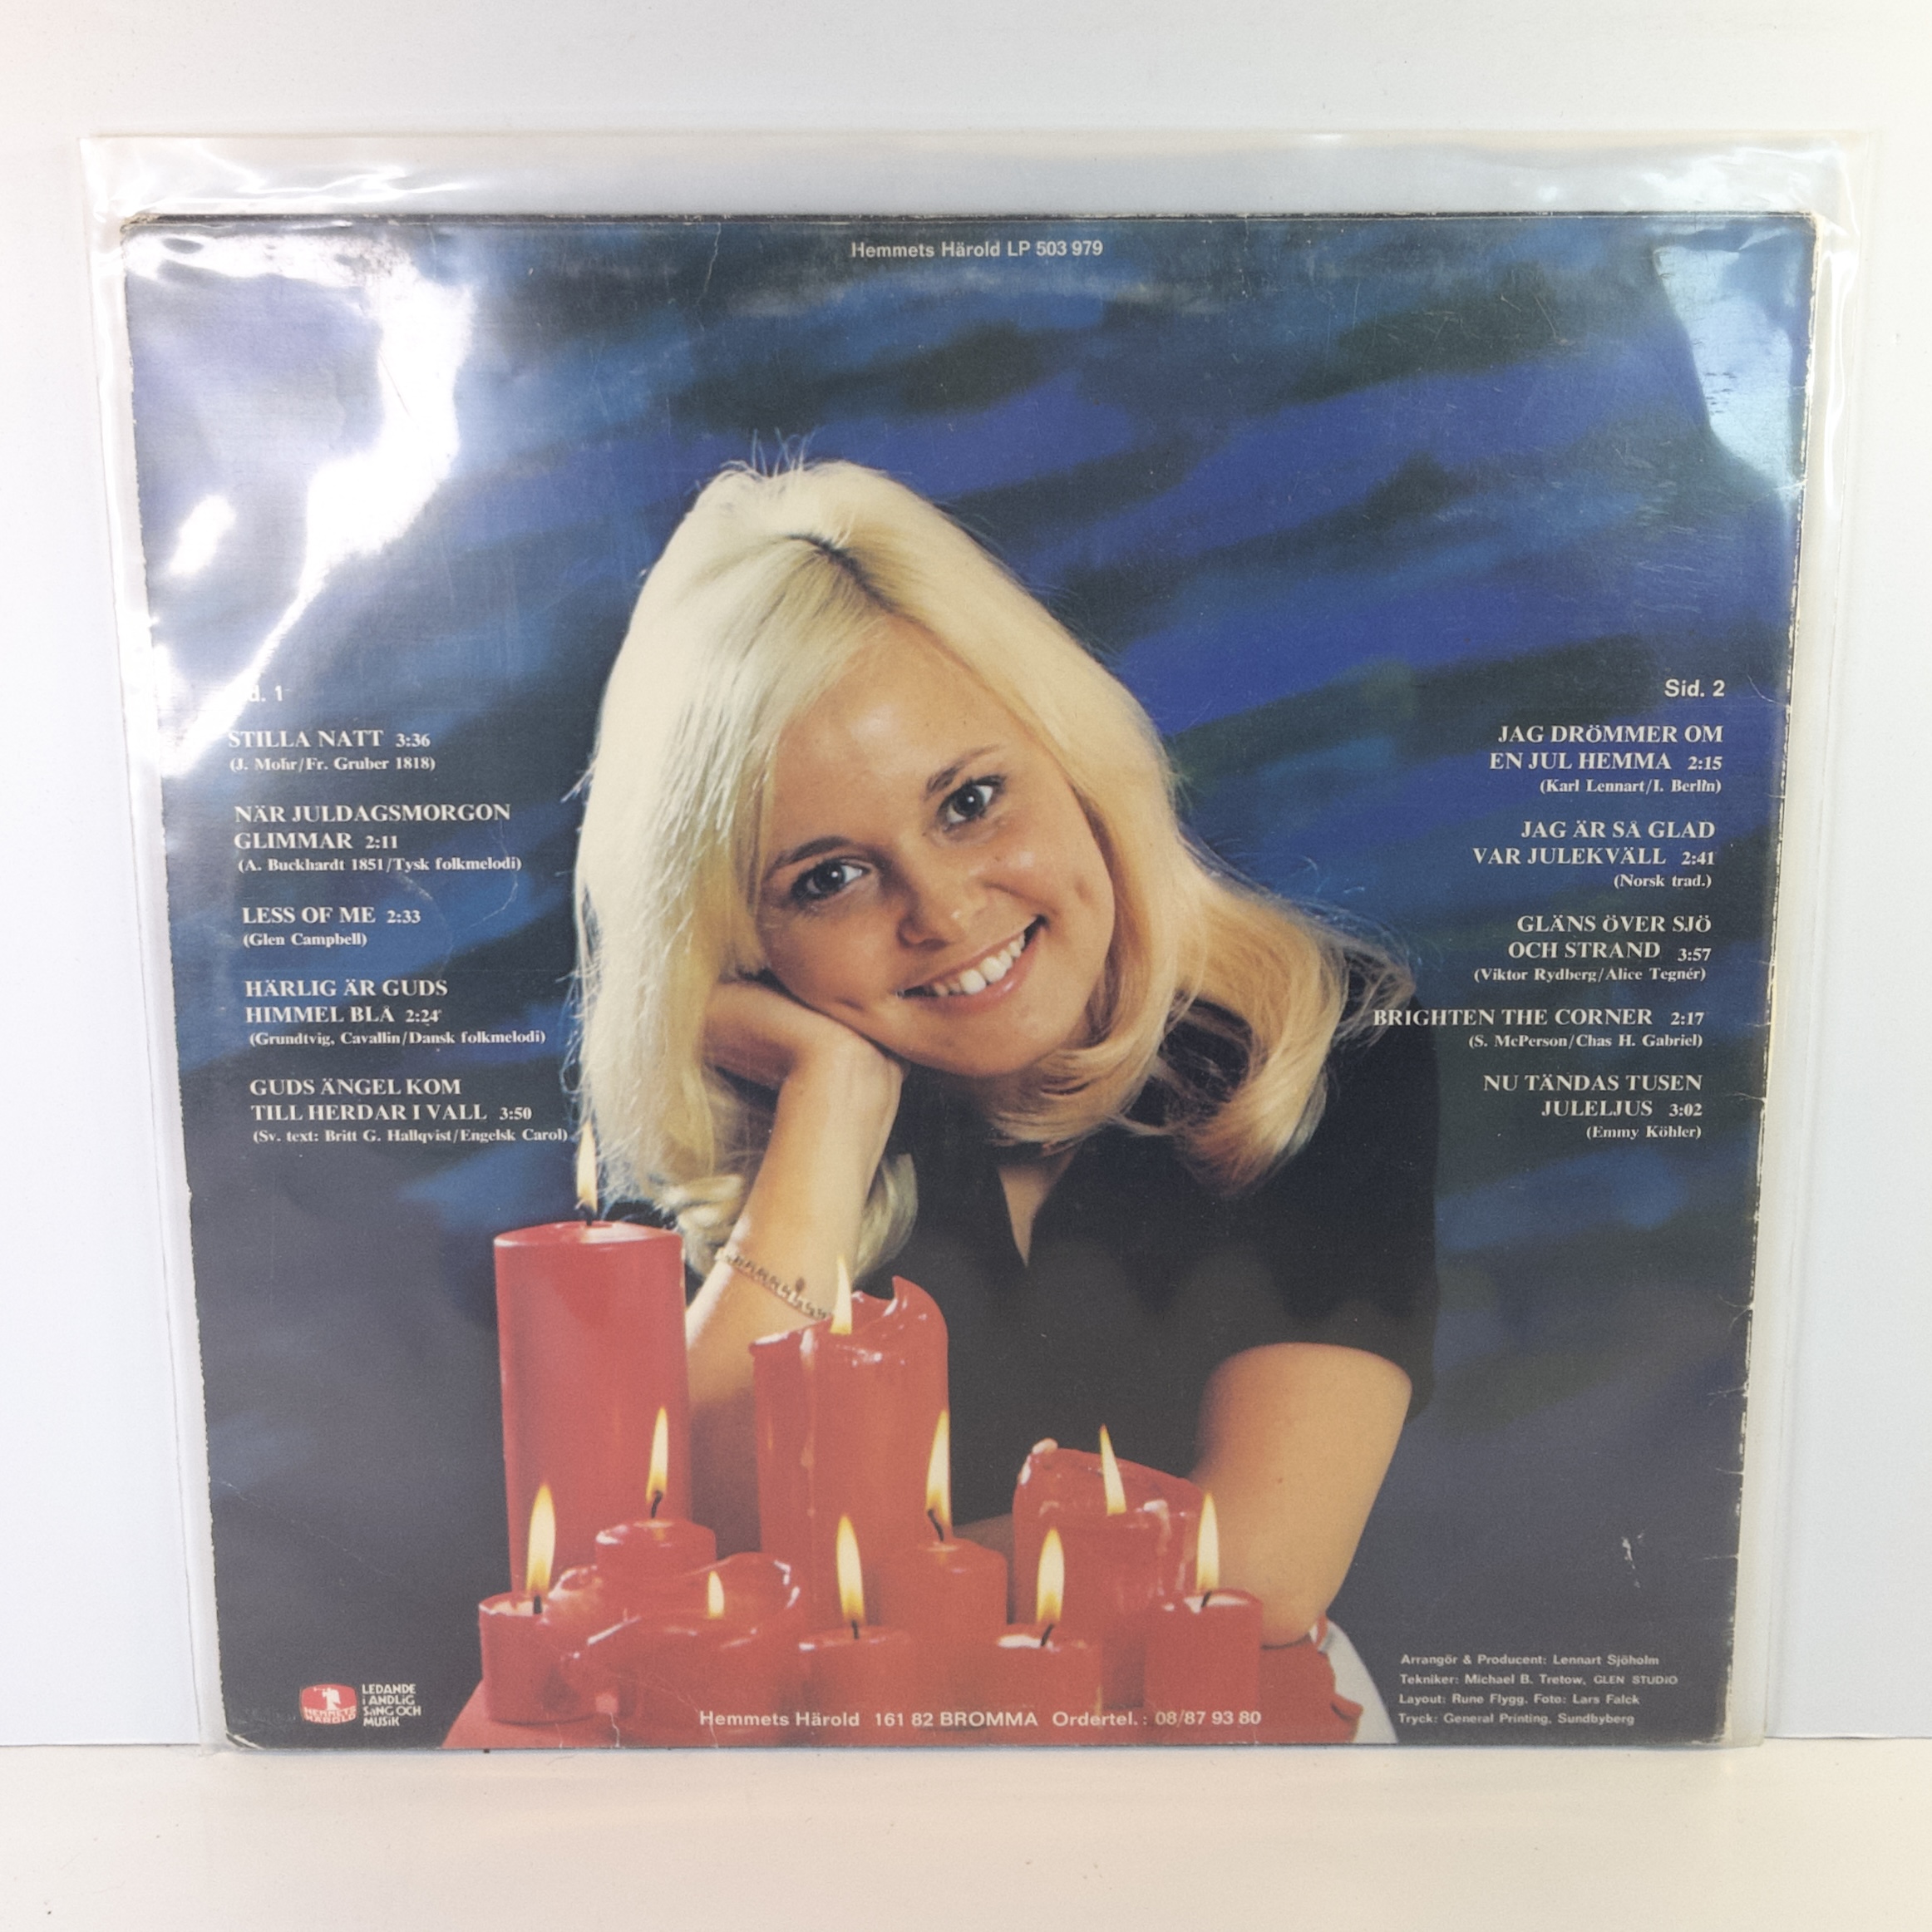 Hemmets Härold LP 503 979
d. 1
STILLA NATT 3:36
(J. Mohr/Fr. Gruber 1818)
NÄR JULDAGSMORGON
GLIMMAR 2:11
(A. Buckhardt 1851/Tysk folkmelodi)
LESS OF ME 2:33
(Glen Campbell)
HÄRLIG ÄR GUDS
HIMMEL BLÅ 2:24
(Grundtvig, Cavallin/Dansk folkmelodi)
GUDS ÄNGEL KOM
TILL HERDAR I VALL 3:50
(Sv. text: Britt G. Hallqvist/Engelsk Carol)
Sid. 2
JAG DRÖMMER OM
EN JUL HEMMA 2:15
(Karl Lennart/I. Berlin)
JAG ÄR SÅ GLAD
VAR JULEKVÄLL 2:41
(Norsk trad.)
GLÄNS ÖVER SJÖ
OCH STRAND 3:57
(Viktor Rydberg/Alice Tegnér)
BRIGHTEN THE CORNER 2:17
(S. McPerson/Chas H. Gabriel)
NU TÄNDAS TUSEN
JULELJUS 3:02
(Emmy Köhler)
HEMMETS
HÄROLD
LEDANDE
I ANDLIG
SÅNG OCH
MUSIK
Hemmets Härold 161 82 BROMMA Ordertel.: 08/87 93 80
Arrangör & Producent: Lennart Sjöholm
Tekniker: Michael B. Tretow, GLEN STUDIO
Layout: Rune Flygg. Foto: Lars Falck
Tryck: General Printing, Sundbyberg